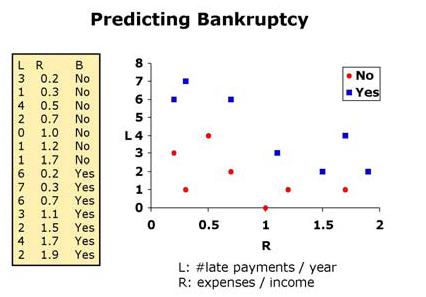 Predicting Bankruptcy
L R B
3 0.2 No
1 0.3 No
4 0.5 No
2 0.7 No
0 1.0 No
1 1.2 No
1 1.7 No
6 0.2 Yes
7 0.3 Yes
6 0.7 Yes
3 1.1 Yes
2 1.5 Yes
4 1.7 Yes
2 1.9 Yes
8
7
6
5
L 4
3
2
1
0
No
Yes
0 0.5 1 1.5 2
R
L: #late payments / year
R: expenses / income